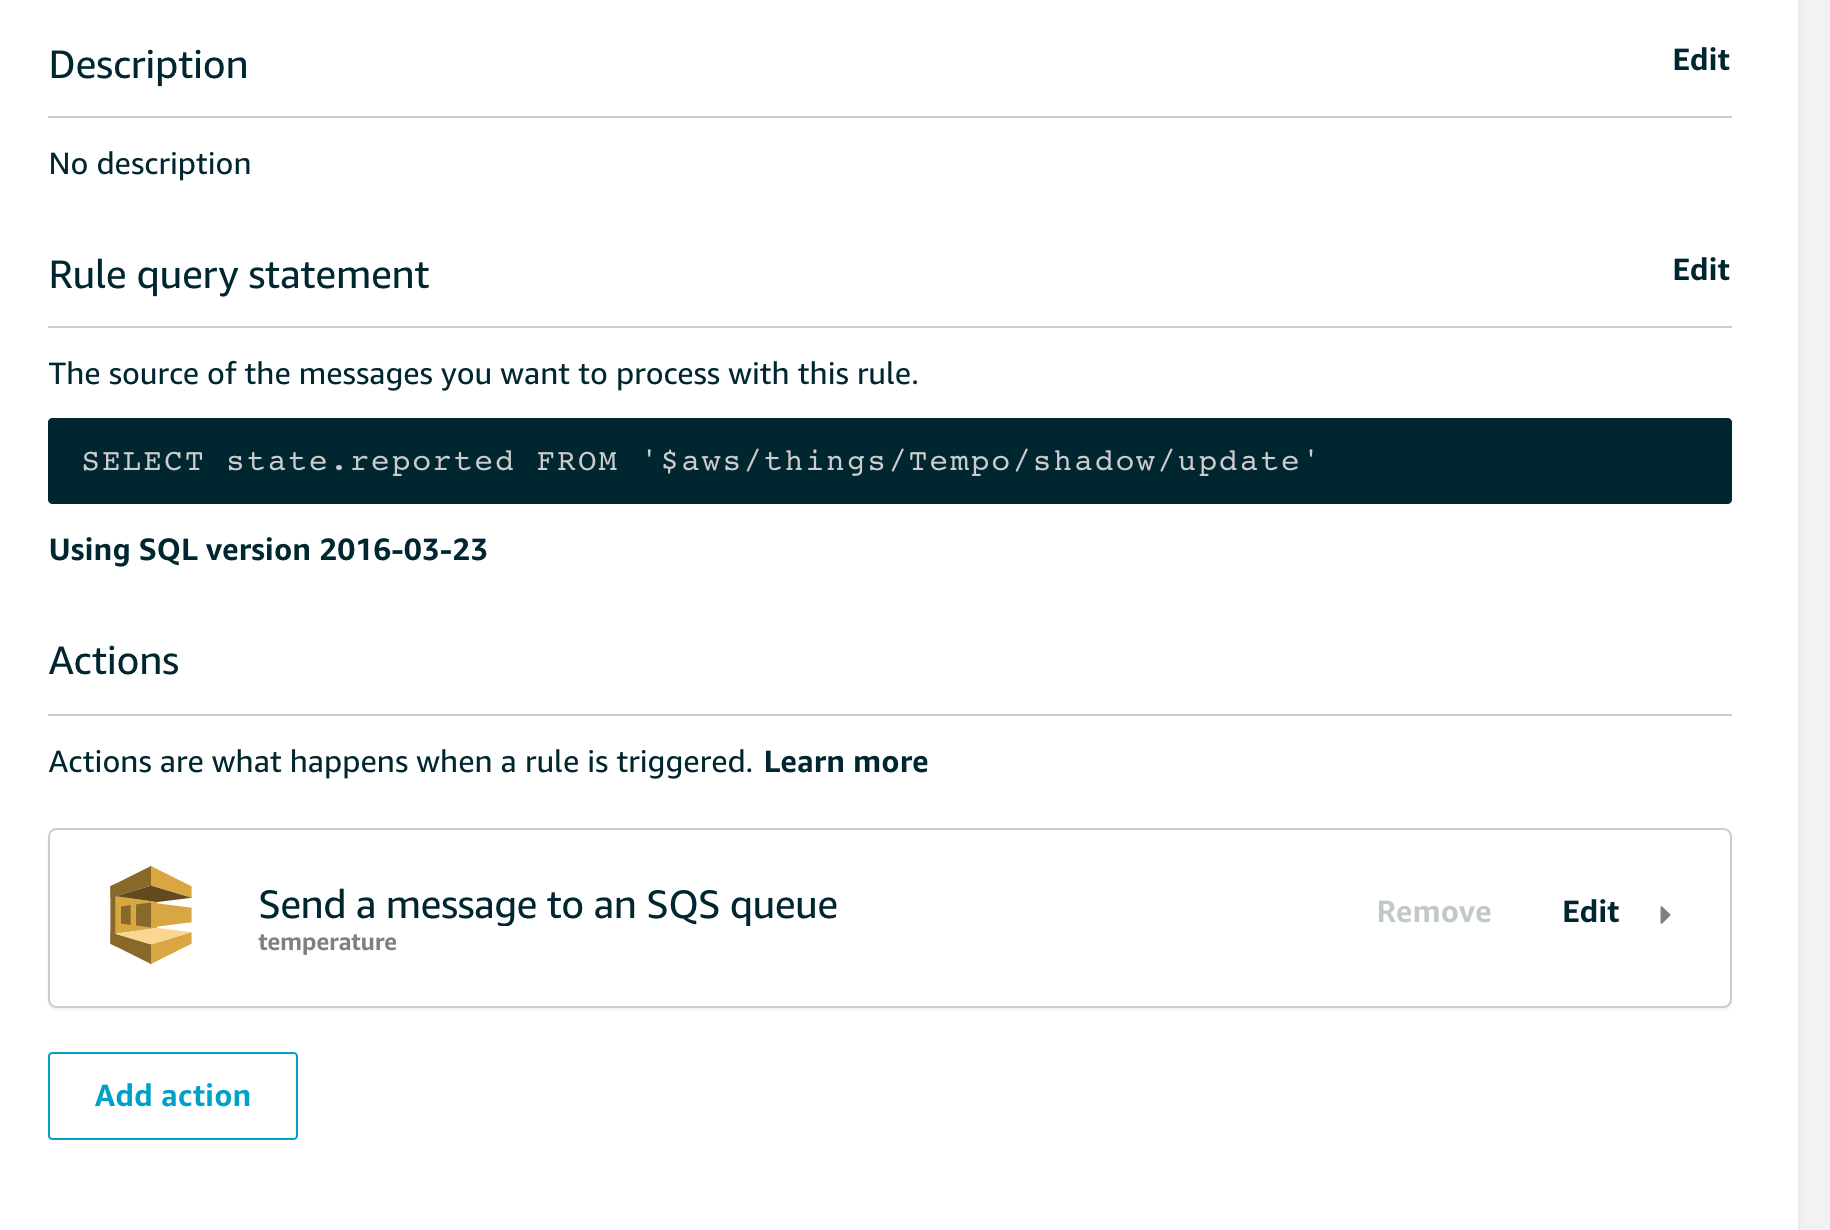 Description Edit
No description
Rule query statement Edit
The source of the messages you want to process with this rule.
SELECT state.reported FROM '$aws/things/Tempo/shadow/update'
Using SQL version 2016-03-23
Actions
Actions are what happens when a rule is triggered. Learn more
Send a message to an SQS queue
temperature
Remove Edit
Add action